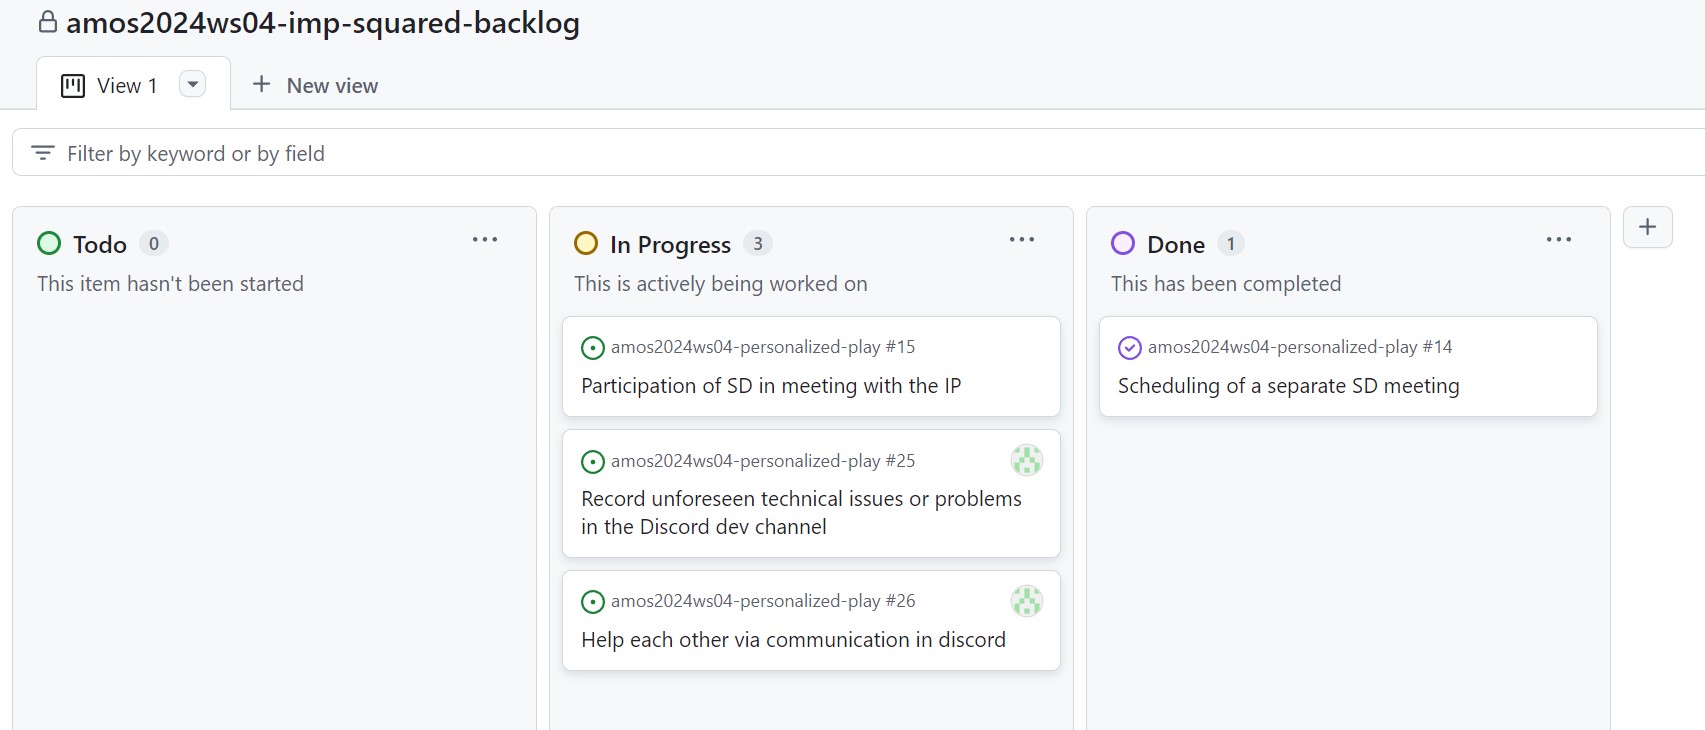 amos2024ws04-imp-squared-backlog
View 1
New view
Filter by keyword or by field
Todo 0
This item hasn't been started
In Progress 3
This is actively being worked on
amos2024ws04-personalized-play #15
Participation of SD in meeting with the IP
amos2024ws04-personalized-play #25
Record unforeseen technical issues or problems
in the Discord dev channel
amos2024ws04-personalized-play #26
Help each other via communication in discord
Done 1
This has been completed
amos2024ws04-personalized-play #14
Scheduling of a separate SD meeting